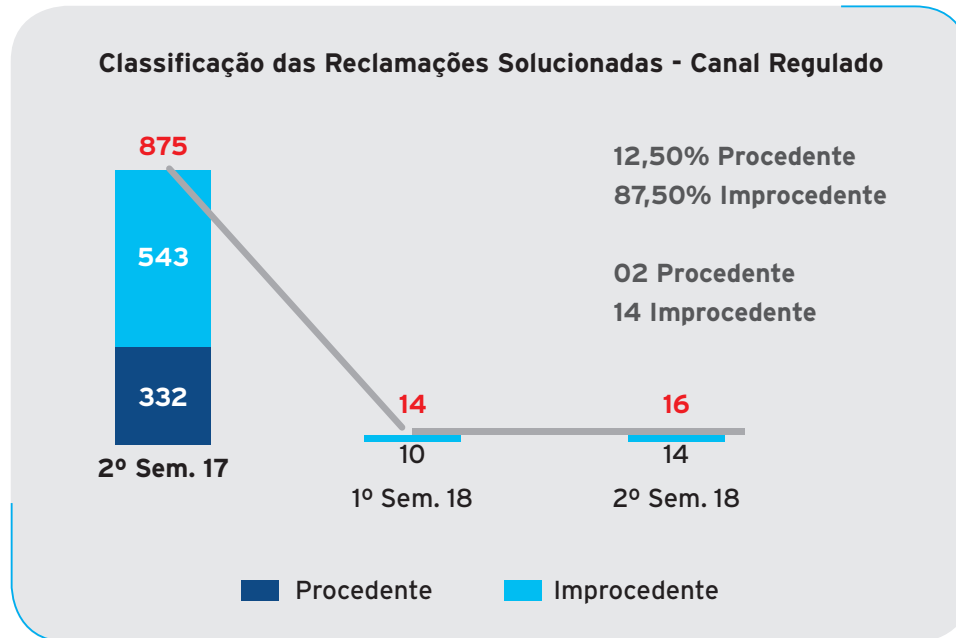 Classificação das Reclamações Solucionadas - Canal Regulado
875
12,50% Procedente
87,50% Improcedente
543
02 Procedente
14 Improcedente
332
14
16
10
14
2º Sem. 17
1º Sem. 18
2º Sem. 18
Procedente
Improcedente